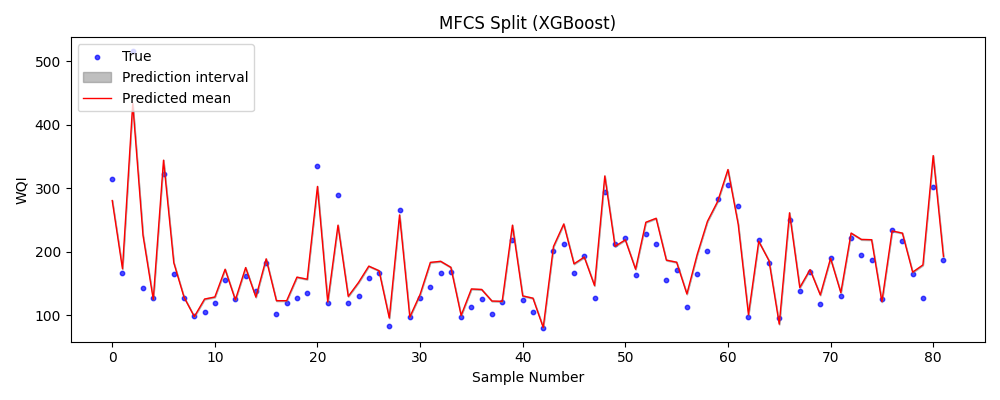 MFCS Split (XGBoost)
True
Prediction interval
Predicted mean
WQI
500
400
300
200
100
0
10
20
30
40
50
60
70
80
Sample Number